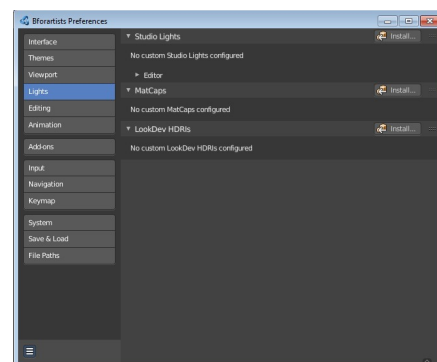 Bforartists Preferences
Interface
Themes
Viewport
Lights
Editing
Animation
Add-ons
Input
Navigation
Keymap
System
Save & Load
File Paths
Studio Lights
Install...
No custom Studio Lights configured
Editor
MatCaps
Install...
No custom MatCaps configured
LookDev HDRIs
Install...
No custom LookDev HDRIs configured